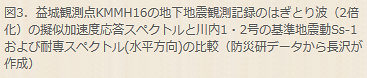 図3．益城観測点KMMH16の地下地震観測記録のはぎとり波（2倍
化）の擬似加速度応答スペクトルと川内1・2号の基準地震動Ss-1
および耐専スペクトル(水平方向)の比較（防災研データから長沢が
作成）